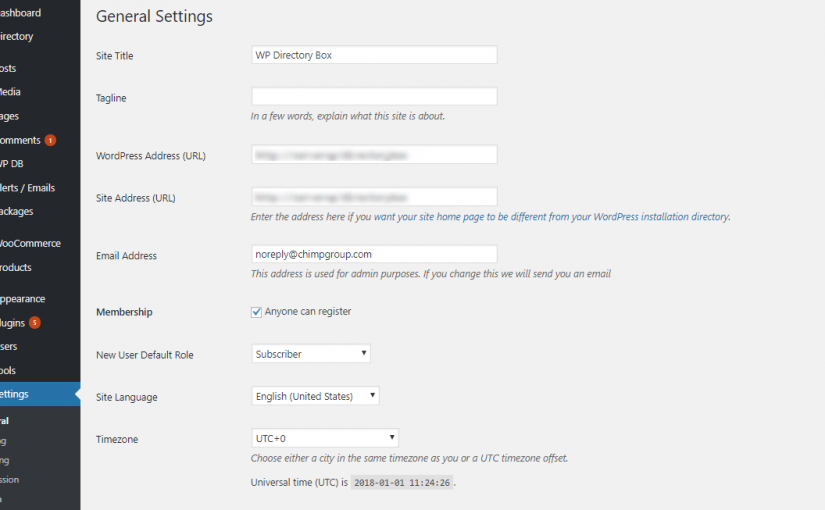 General Settings
ashboard
irectory
osts
Media
ages
omments 1
VP DB
lerts / Emails
ackages
VooCommerce
roducts
ppearance
lugins 5
sers
ools
ettings
ral
ng
ng
ssion
a
Site Title WP Directory Box
Tagline
In a few words, explain what this site is about.
WordPress Address (URL)
Site Address (URL)
Enter the address here if you want your site home page to be different from your WordPress installation directory.
Email Address noreply@chimpgroup.com
This address is used for admin purposes. If you change this we will send you an email
Membership Anyone can register
New User Default Role Subscriber
Site Language English (United States)
Timezone UTC+0
Choose either a city in the same timezone as you or a UTC timezone offset.
Universal time (UTC) is 2018-01-01 11:24:26.